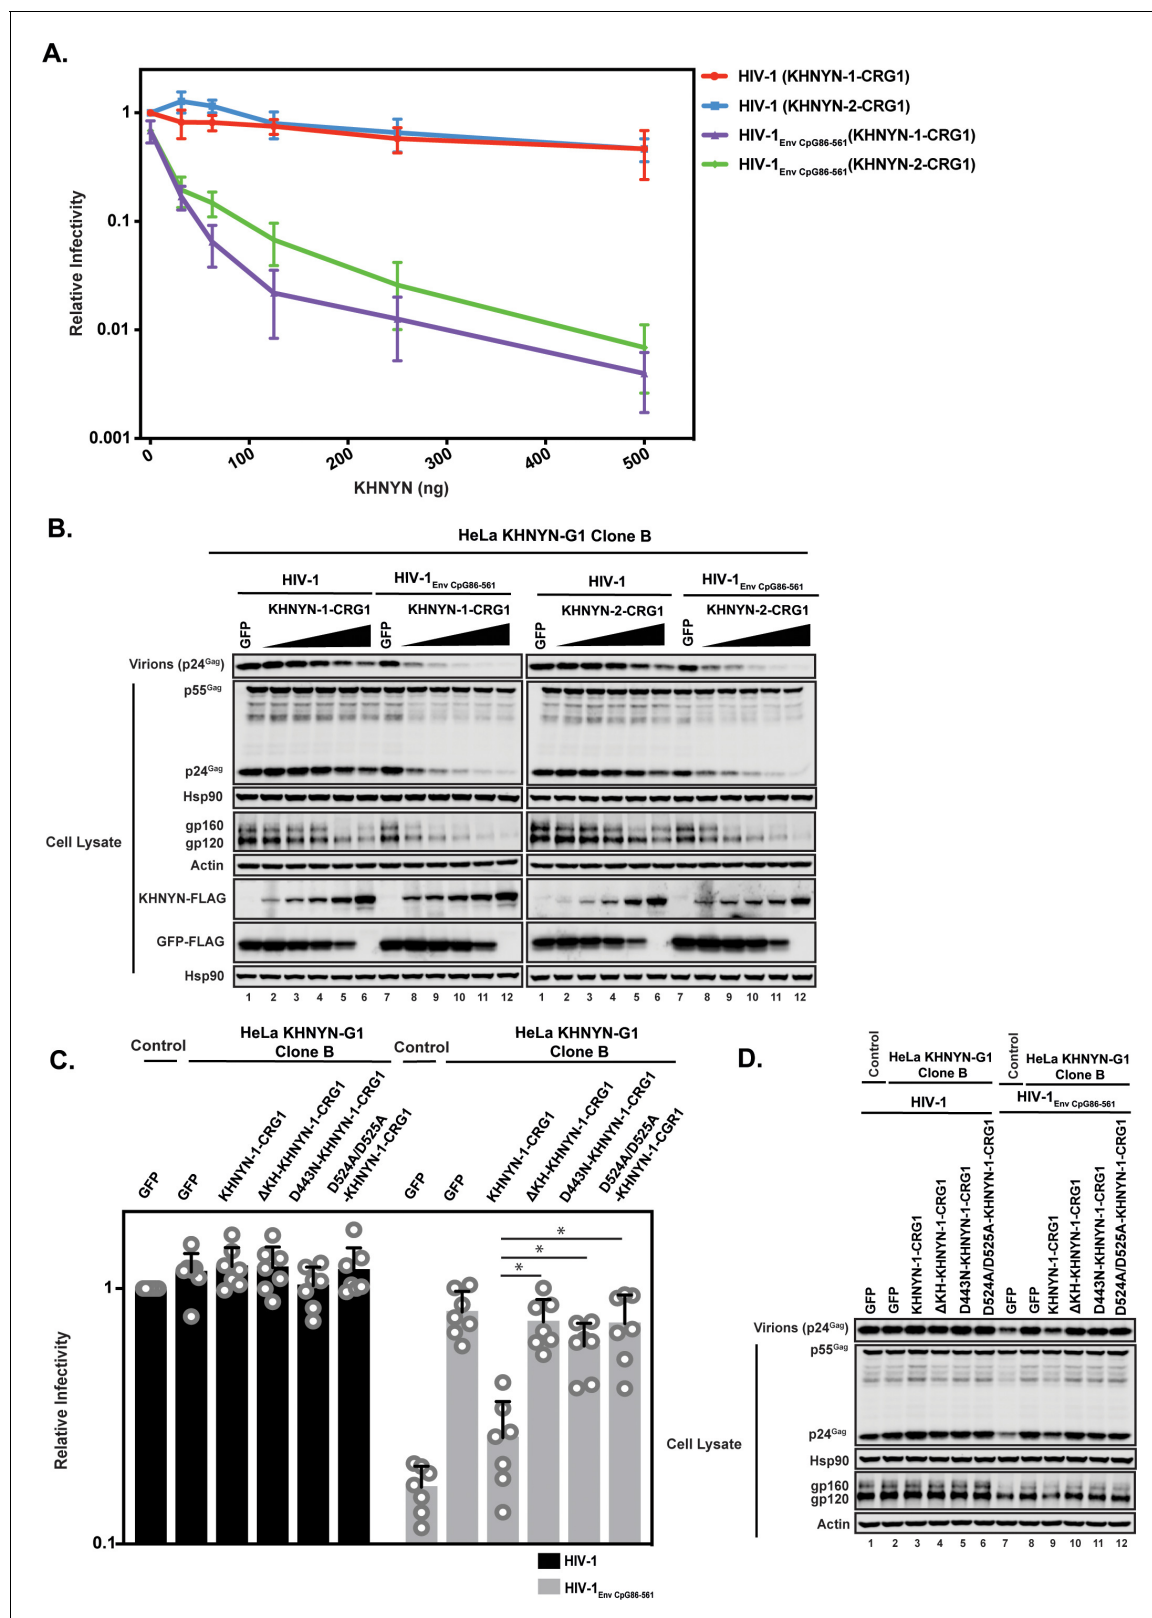 A.
HIV-1 (KHNYN-1-CRG1)
HIV-1 (KHNYN-2-CRG1)
HIV-1Env CpG86-561(KHNYN-1-CRG1)
HIV-1Env CpG86-561(KHNYN-2-CRG1)
Relative Infectivity
1
0.1
0.01
0.001
0 100 200 300 400 500
KHNYN (ng)
B.
HeLa KHNYN-G1 Clone B
HIV-1 HIV-1Env CpG86-561 HIV-1 HIV-1Env CpG86-561
GFP KHNYN-1-CRG1 GFP KHNYN-1-CRG1 GFP KHNYN-2-CRG1 GFP KHNYN-2-CRG1
Virions (p24Gag)
p55Gag
p24Gag
Hsp90
gp160
gp120
Cell Lysate
Actin
KHNYN-FLAG
GFP-FLAG
Hsp90
1 2 3 4 5 6 7 8 9 10 11 12 1 2 3 4 5 6 7 8 9 10 11 12
C.
Control HeLa KHNYN-G1 Control HeLa KHNYN-G1
Clone B Clone B
GFP
GFP
KHNYN-1-CRG1
ΔKH-KHNYN-1-CRG1
D443N-KHNYN-1-CRG1
D524A/D525A
-KHNYN-1-CRG1
GFP
GFP
KHNYN-1-CRG1
ΔKH-KHNYN-1-CRG1
D443N-KHNYN-1-CRG1
D524A/D525A
-KHNYN-1-CGR1
* 
*
*
Relative Infectivity
1
0.1
HIV-1
HIV-1Env CpG86-561
D.
Control HeLa KHNYN-G1 Control HeLa KHNYN-G1
Clone B Clone B
HIV-1 HIV-1Env CpG86-561
GFP
GFP
KHNYN-1-CRG1
ΔKH-KHNYN-1-CRG1
D443N-KHNYN-1-CRG1
D524A/D525A-KHNYN-1-CRG1
GFP
GFP
KHNYN-1-CRG1
ΔKH-KHNYN-1-CRG1
D443N-KHNYN-1-CRG1
D524A/D525A-KHNYN-1-CRG1
Virions (p24Gag)
p55Gag
p24Gag
Cell Lysate
Hsp90
gp160
gp120
Actin
1 2 3 4 5 6 7 8 9 10 11 12